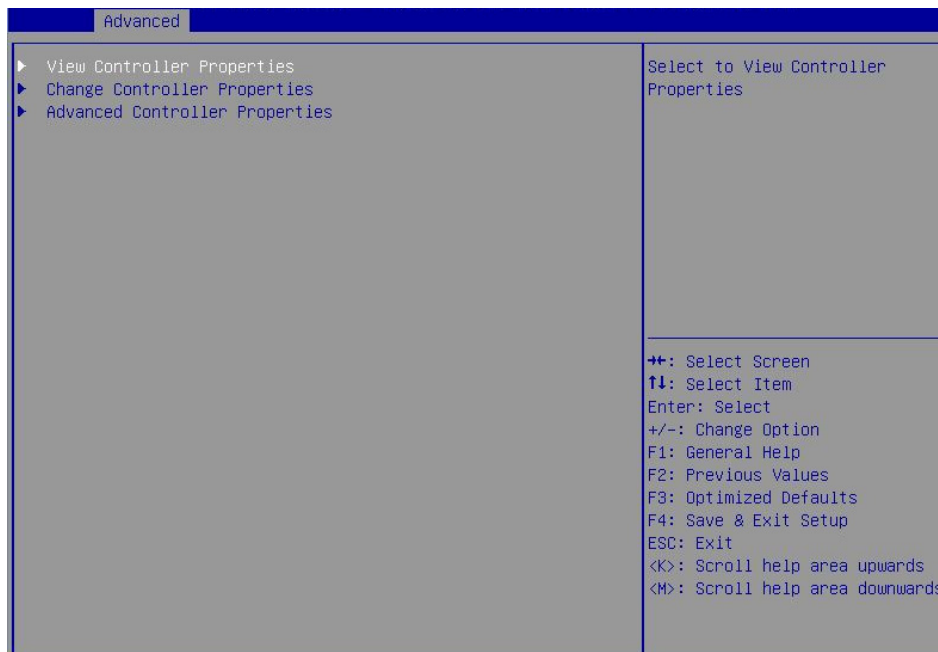 Advanced
View Controller Properties
Change Controller Properties
Advanced Controller Properties
Select to View Controller
Properties
→←: Select Screen
↑↓: Select Item
Enter: Select
+/-: Change Option
F1: General Help
F2: Previous Values
F3: Optimized Defaults
F4: Save & Exit Setup
ESC: Exit
<K>: Scroll help area upwards
<M>: Scroll help area downwards